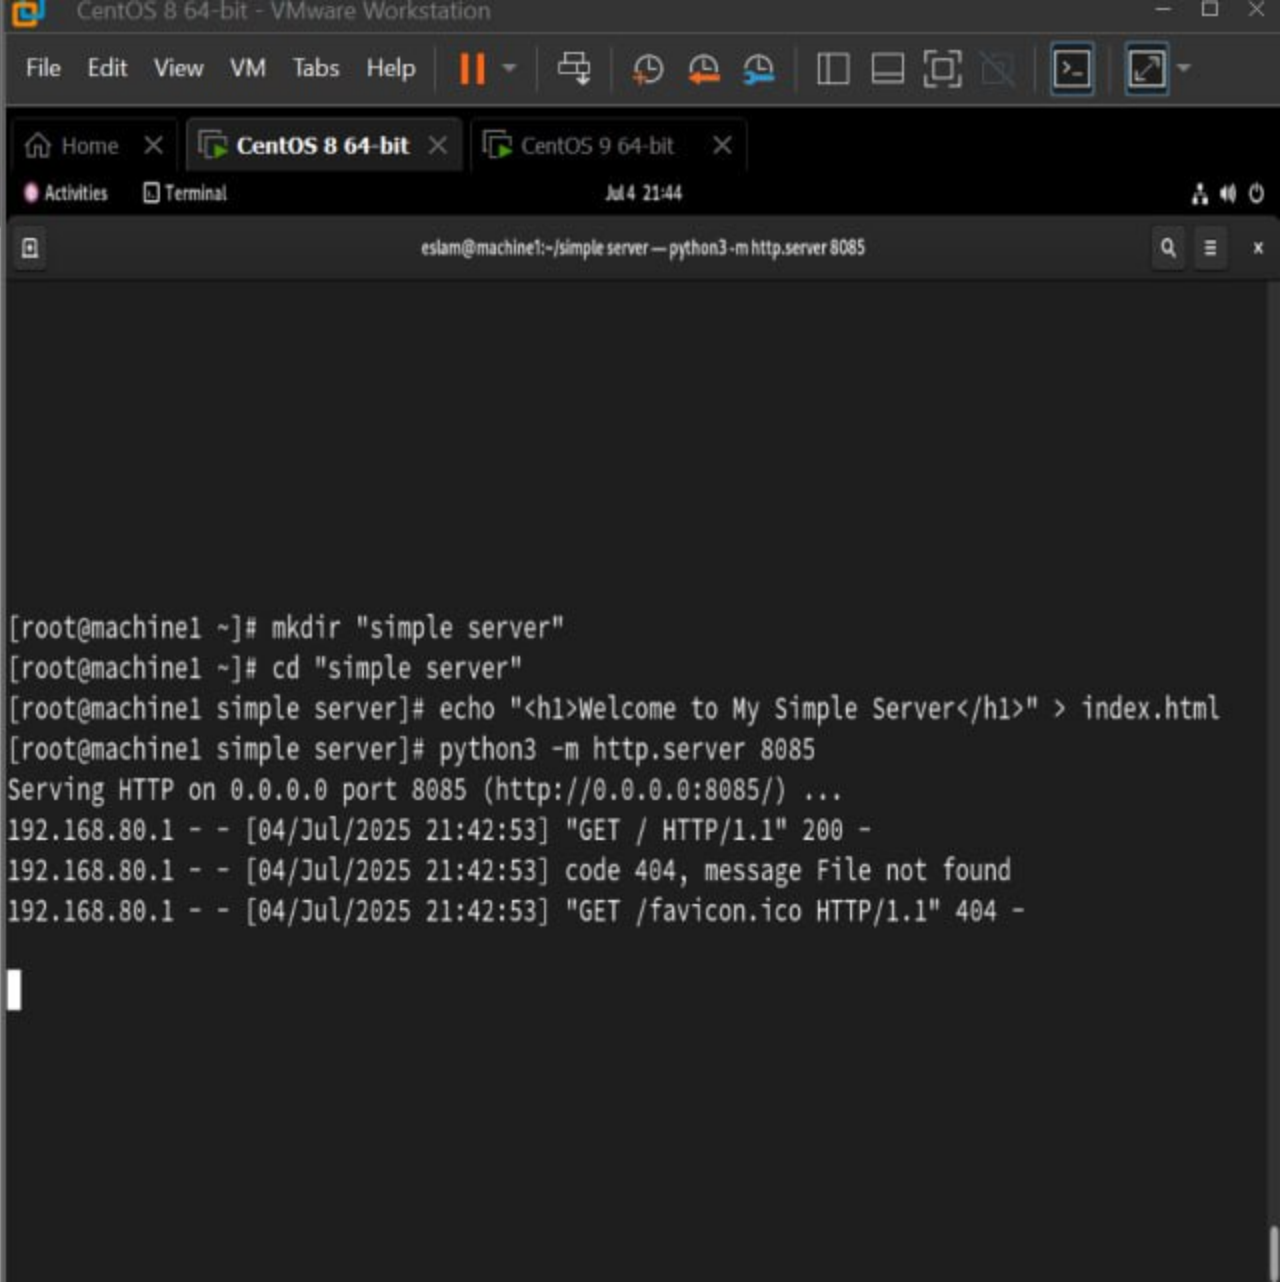 CentOS 8 64-bit - VMware Workstation
File Edit View VM Tabs Help
Home CentOS 8 64-bit CentOS 9 64-bit
Activities Terminal Jul 4 21:44
eslam@machine1:~/simple server — python3 -m http.server 8085
[root@machine1 ~]# mkdir "simple server"
[root@machine1 ~]# cd "simple server"
[root@machine1 simple server]# echo "<h1>Welcome to My Simple Server</h1>" > index.html
[root@machine1 simple server]# python3 -m http.server 8085
Serving HTTP on 0.0.0.0 port 8085 (http://0.0.0.0:8085/) ...
192.168.80.1 - - [04/Jul/2025 21:42:53] "GET / HTTP/1.1" 200 -
192.168.80.1 - - [04/Jul/2025 21:42:53] code 404, message File not found
192.168.80.1 - - [04/Jul/2025 21:42:53] "GET /favicon.ico HTTP/1.1" 404 -